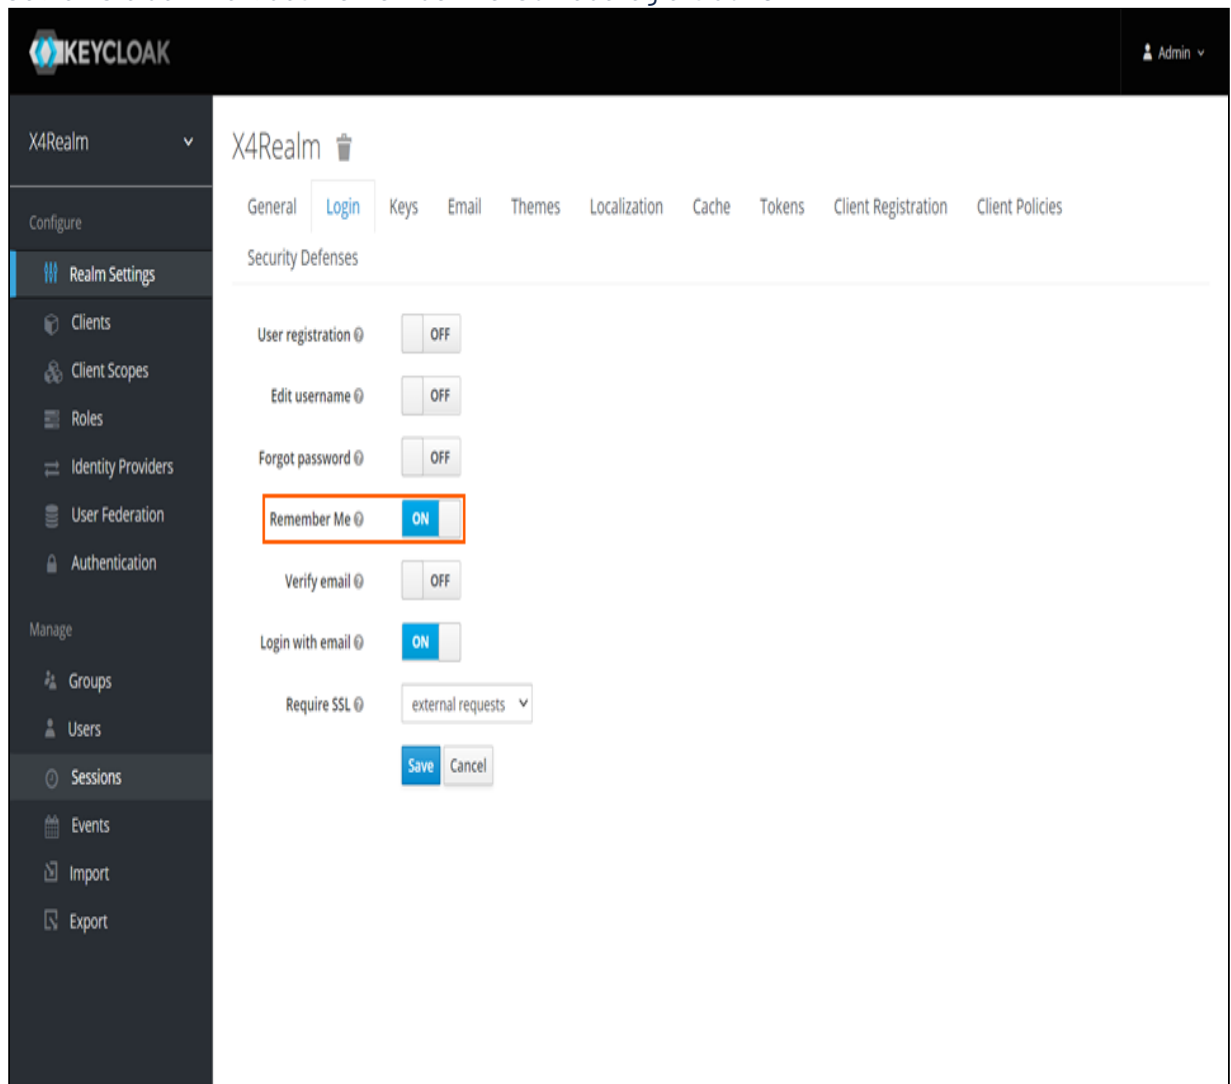 KEYCLOAK
Admin
X4Realm
Configure
Realm Settings
Clients
Client Scopes
Roles
Identity Providers
User Federation
Authentication
Manage
Groups
Users
Sessions
Events
Import
Export
X4Realm
General Login Keys Email Themes Localization Cache Tokens Client Registration Client Policies
Security Defenses
User registration OFF
Edit username OFF
Forgot password OFF
Remember Me ON
Verify email OFF
Login with email ON
Require SSL external requests
Save Cancel